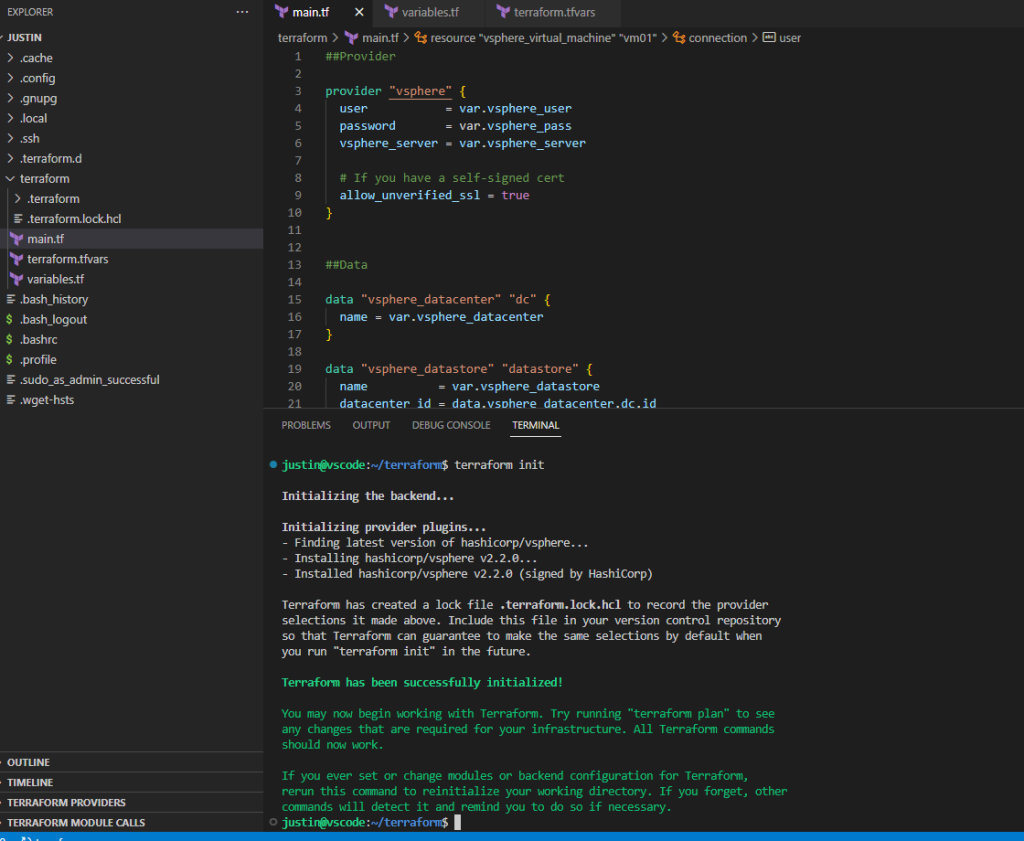 EXPLORER
JUSTIN
.cache
.config
.gnupg
.local
.ssh
.terraform.d
terraform
.terraform
.terraform.lock.hcl
main.tf
terraform.tfvars
variables.tf
.bash_history
$ .bash_logout
$ .bashrc
$ .profile
.sudo_as_admin_successful
.wget-hsts
OUTLINE
TIMELINE
TERRAFORM PROVIDERS
TERRAFORM MODULE CALLS
main.tf × variables.tf terraform.tfvars
terraform > main.tf > resource "vsphere_virtual_machine" "vm01" > connection > user
1 ##Provider
2
3 provider "vsphere" {
4 user = var.vsphere_user
5 password = var.vsphere_pass
6 vsphere_server = var.vsphere_server
7
8 # If you have a self-signed cert
9 allow_unverified_ssl = true
10 }
11
12
13 ##Data
14
15 data "vsphere_datacenter" "dc" {
16 name = var.vsphere_datacenter
17 }
18
19 data "vsphere_datastore" "datastore" {
20 name = var.vsphere_datastore
21 datacenter_id = data.vsphere_datacenter.dc.id
PROBLEMS OUTPUT DEBUG CONSOLE TERMINAL
justin@vscode:~/terraform$ terraform init
Initializing the backend...
Initializing provider plugins...
- Finding latest version of hashicorp/vsphere...
- Installing hashicorp/vsphere v2.2.0...
- Installed hashicorp/vsphere v2.2.0 (signed by HashiCorp)
Terraform has created a lock file .terraform.lock.hcl to record the provider
selections it made above. Include this file in your version control repository
so that Terraform can guarantee to make the same selections by default when
you run "terraform init" in the future.
Terraform has been successfully initialized!
You may now begin working with Terraform. Try running "terraform plan" to see
any changes that are required for your infrastructure. All Terraform commands
should now work.
If you ever set or change modules or backend configuration for Terraform,
rerun this command to reinitialize your working directory. If you forget, other
commands will detect it and remind you to do so if necessary.
justin@vscode:~/terraform$